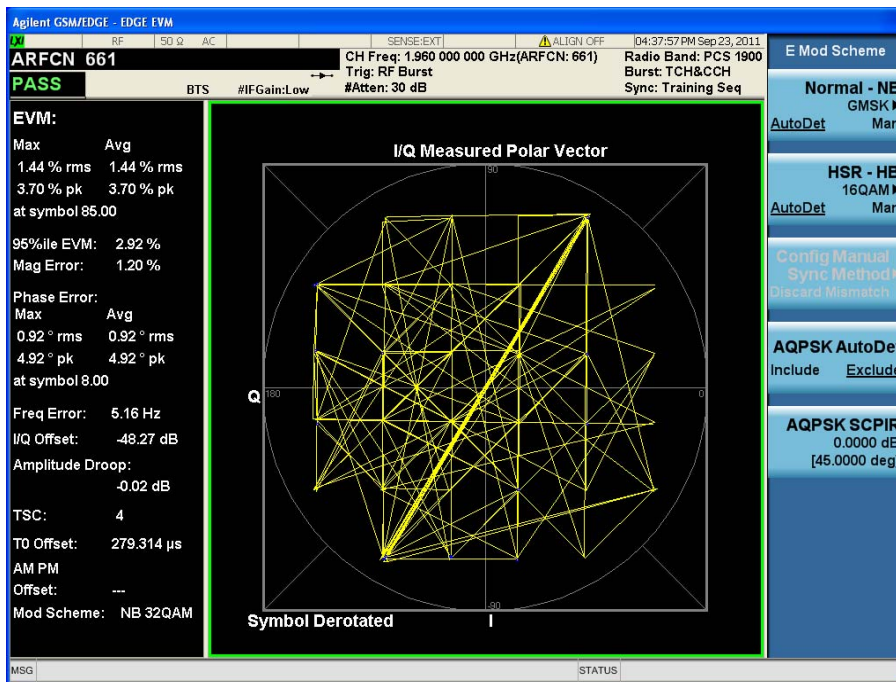 Agilent GSM/EDGE - EDGE EVM
LXI RF 50 Ω AC SENSE:EXT ALIGN OFF 04:37:57 PM Sep 23, 2011
ARFCN 661 CH Freq: 1.960 000 000 GHz(ARFCN: 661) Radio Band: PCS 1900
Trig: RF Burst Burst: TCH&CCH
PASS BTS #IFGain:Low #Atten: 30 dB Sync: Training Seq
E Mod Scheme
Normal - NB
GMSK
AutoDet Man
HSR - HB
16QAM
AutoDet Man
Config Manual
Sync Method
Discard Mismatch
AQPSK AutoDe
Include Exclude
AQPSK SCPIR
0.0000 dB
[45.0000 deg]
EVM:
Max Avg
1.44 % rms 1.44 % rms
3.70 % pk 3.70 % pk
at symbol 85.00
95%ile EVM: 2.92 %
Mag Error: 1.20 %
Phase Error:
Max Avg
0.92 ° rms 0.92 ° rms
4.92 ° pk 4.92 ° pk
at symbol 8.00
Freq Error: 5.16 Hz
I/Q Offset: -48.27 dB
Amplitude Droop:
-0.02 dB
TSC: 4
T0 Offset: 279.314 µs
AM PM
Offset: ---
Mod Scheme: NB 32QAM
I/Q Measured Polar Vector
90
Q 180 0
-90
Symbol Derotated I
MSG STATUS